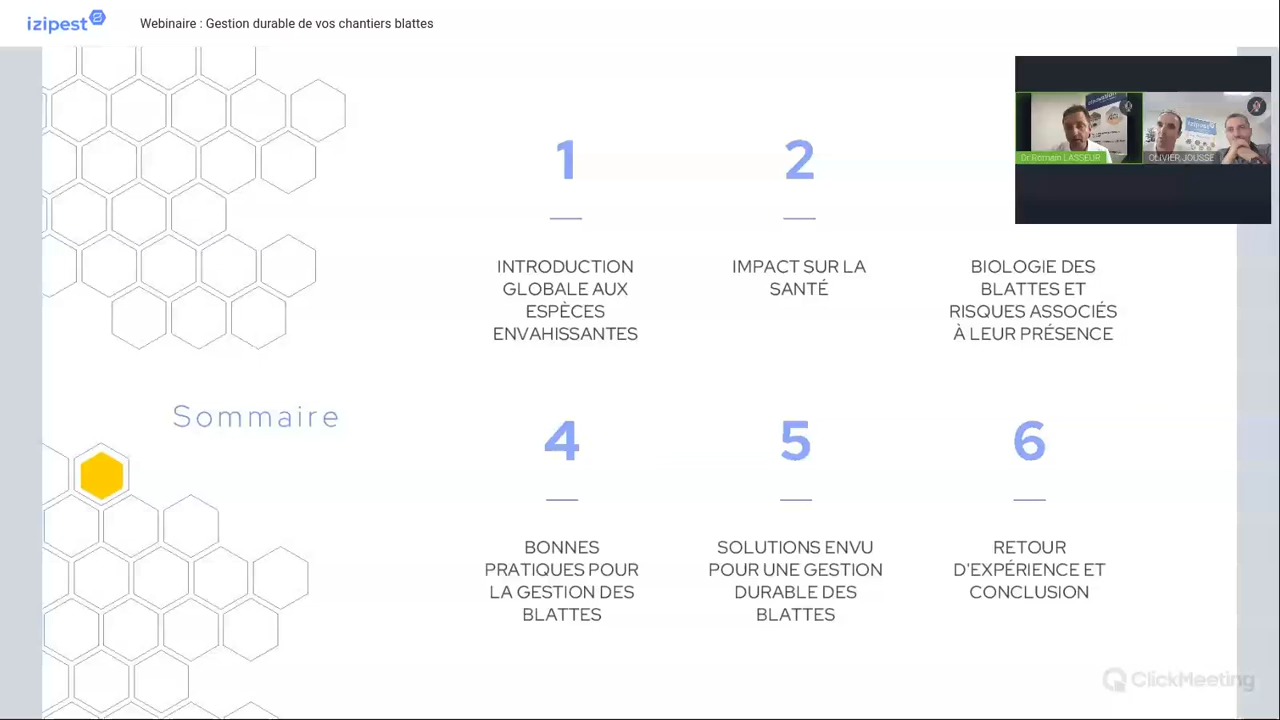 izipest
Webinaire : Gestion durable de vos chantiers blattes
Dr Romain LASSEUR
OLIVIER JOUSSE
izipest
1
2
INTRODUCTION
GLOBALE AUX
ESPÈCES
ENVAHISSANTES
IMPACT SUR LA
SANTÉ
BIOLOGIE DES
BLATTES ET
RISQUES ASSOCIÉS
À LEUR PRÉSENCE
Sommaire
4
5
6
BONNES
PRATIQUES POUR
LA GESTION DES
BLATTES
SOLUTIONS ENVU
POUR UNE GESTION
DURABLE DES
BLATTES
RETOUR
D'EXPÉRIENCE ET
CONCLUSION
ClickMeeting